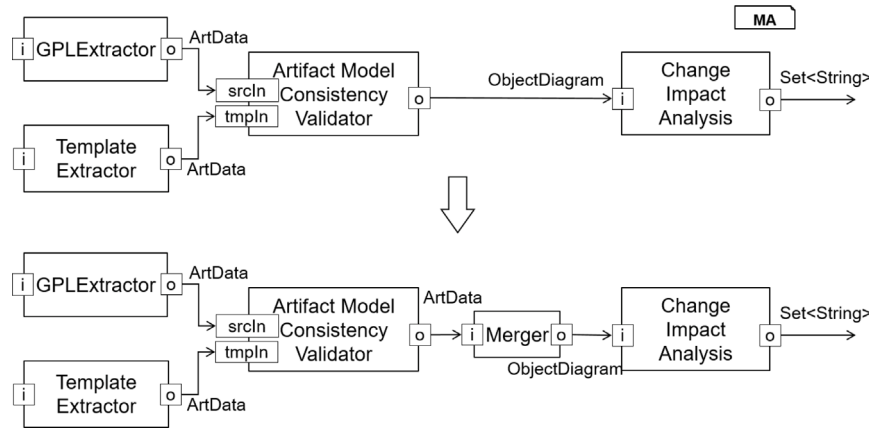 MA
ArtData
i GPLExtractor o
srcIn
tmpIn
Artifact Model
Consistency
Validator
o
ObjectDiagram
i
Change
Impact
Analysis
o
Set<String>
i
Template
Extractor
o
ArtData
ArtData
i GPLExtractor o
srcIn
tmpIn
Artifact Model
Consistency
Validator
o
ArtData
i Merger o
ObjectDiagram
i
Change
Impact
Analysis
o
Set<String>
i
Template
Extractor
o
ArtData